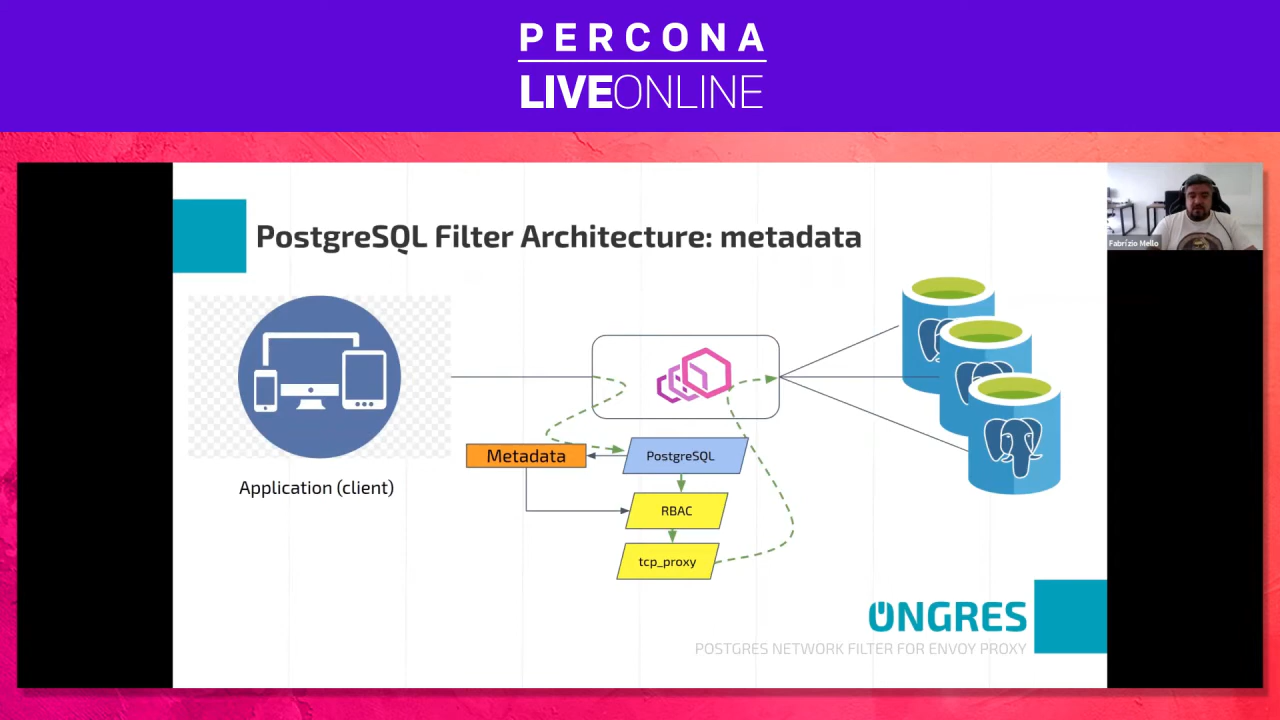 PERCONA
LIVEONLINE
PostgreSQL Filter Architecture: metadata
Fabrízio Mello
Metadata
PostgreSQL
Application (client)
RBAC
tcp_proxy
ONGRES
POSTGRES NETWORK FILTER FOR ENVOY PROXY